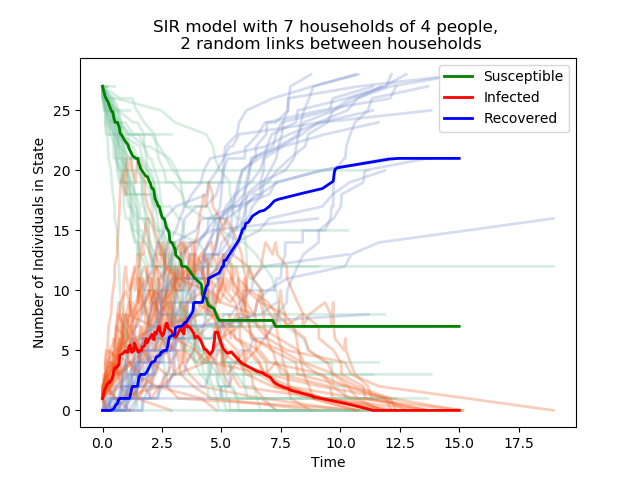 SIR model with 7 households of 4 people,
2 random links between households
Number of Individuals in State
25
20
15
10
5
0
0.0 2.5 5.0 7.5 10.0 12.5 15.0 17.5
Time
Susceptible
Infected
Recovered